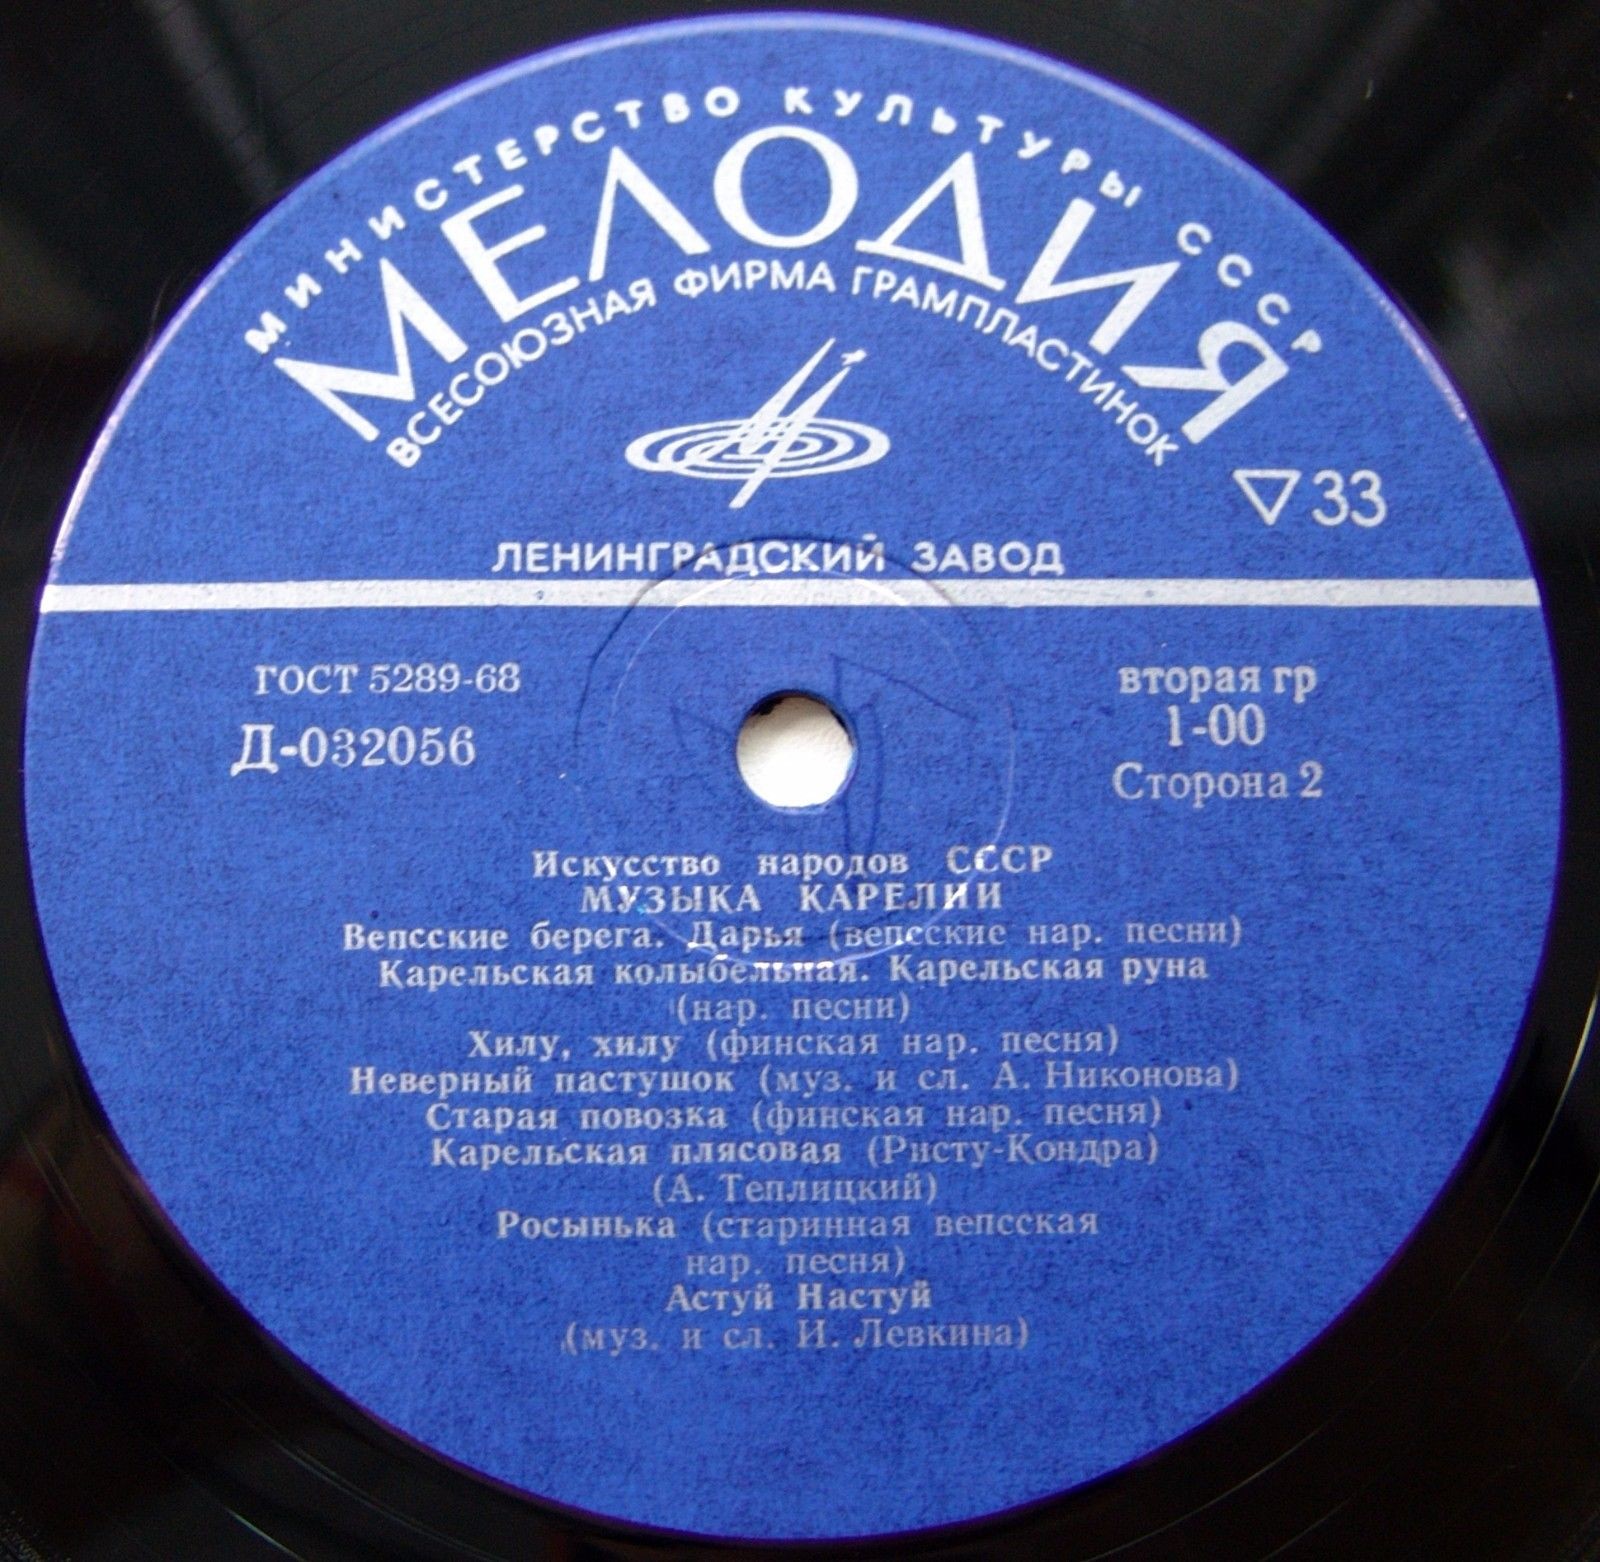 МИНИСТЕРСТВО КУЛЬТУРЫ СССР
МЕЛОДИЯ
ВСЕСОЮЗНАЯ ФИРМА ГРАМПЛАСТИНОК
33
ЛЕНИНГРАДСКИЙ ЗАВОД
ГОСТ 5289-68
Д-032056
вторая гр
1-00
Сторона 2
Искусство народов СССР
МУЗЫКА КАРЕЛИИ
Вепсские берега. Дарья (вепсские нар. песни)
Карельская колыбельная. Карельская руна
(нар. песни)
Хилу, хилу (финская нар. песня)
Неверный пастушок (муз. и сл. А. Никонова)
Старая повозка (финская нар. песня)
Карельская плясовая (Ристу-Кондра)
(А. Теплицкий)
Росынька (старинная вепсская
нар. песня)
Астуй Настуй
(муз. и сл. И. Левкина)